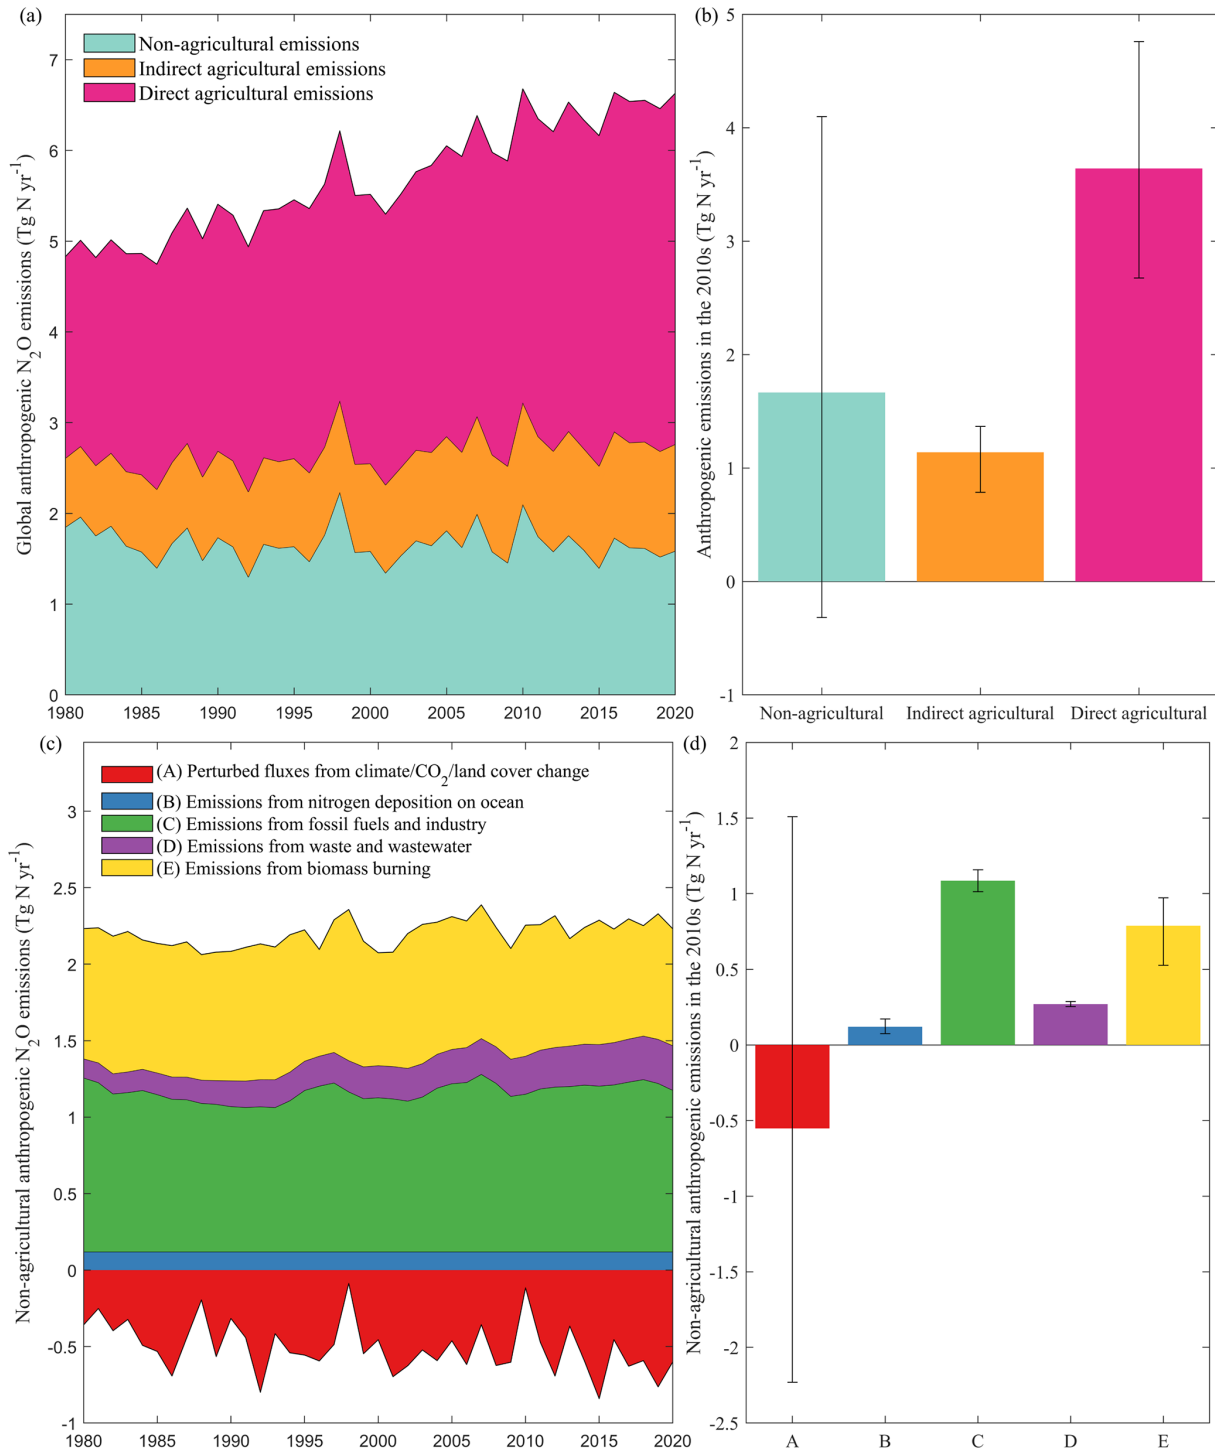 (a)
Non-agricultural emissions
Indirect agricultural emissions
Direct agricultural emissions
Global anthropogenic N2O emissions (Tg N yr-1)
7
6
5
4
3
2
1
0
1980 1985 1990 1995 2000 2005 2010 2015 2020
(b)
Anthropogenic emissions in the 2010s (Tg N yr-1)
5
4
3
2
1
0
-1
Non-agricultural Indirect agricultural Direct agricultural
(c)
(A) Perturbed fluxes from climate/CO2/land cover change
(B) Emissions from nitrogen deposition on ocean
(C) Emissions from fossil fuels and industry
(D) Emissions from waste and wastewater
(E) Emissions from biomass burning
Non-agricultural anthropogenic N2O emissions (Tg N yr-1)
3
2.5
2
1.5
1
0.5
0
-0.5
-1
1980 1985 1990 1995 2000 2005 2010 2015 2020
(d)
Non-agricultural anthropogenic emissions in the 2010s (Tg N yr-1)
2
1.5
1
0.5
0
-0.5
-1
-1.5
-2
-2.5
A B C D E